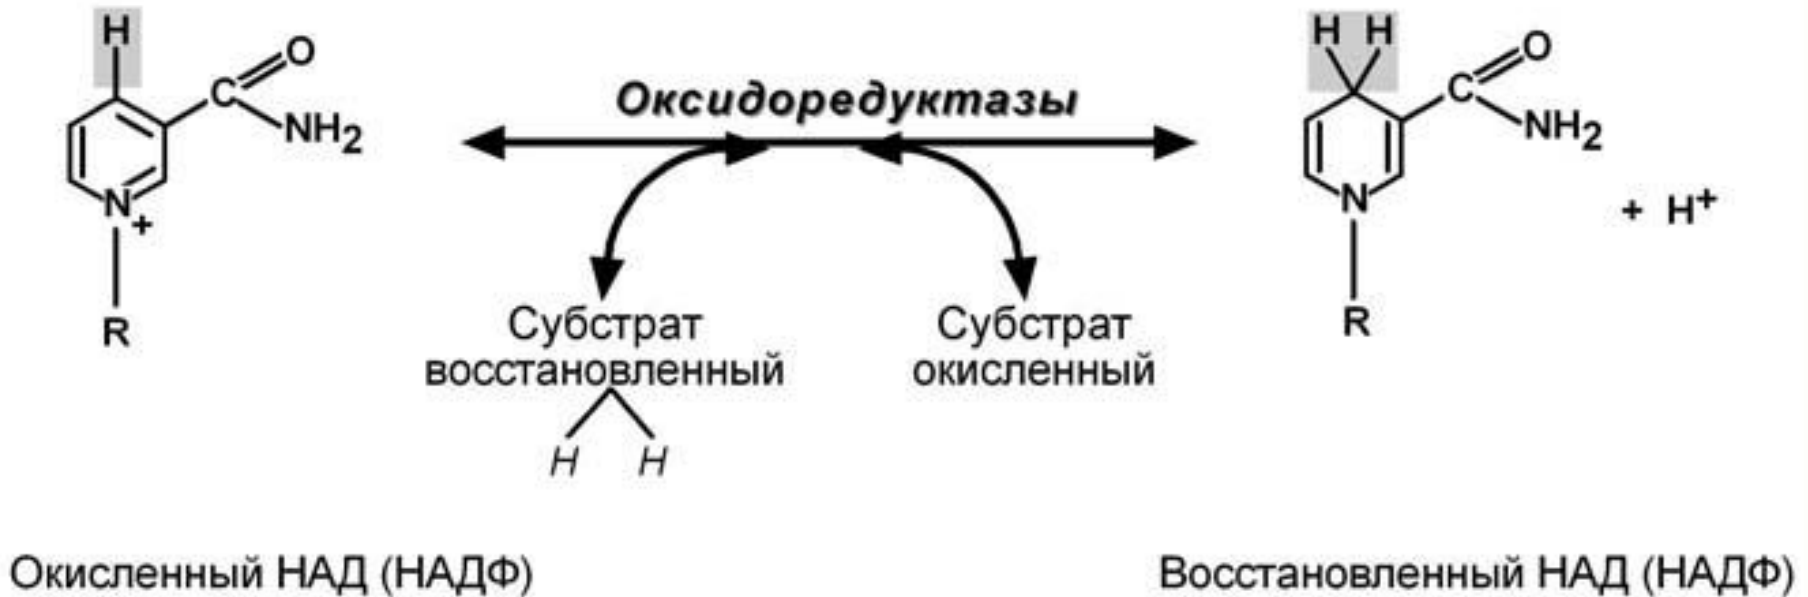 H
O
C
NH2
N
+
R
Оксидоредуктазы
Субстрат
восстановленный
H H
Субстрат
окисленный
H H
O
C
NH2
N
R
+ H+
Окисленный НАД (НАДФ)
Восстановленный НАД (НАДФ)